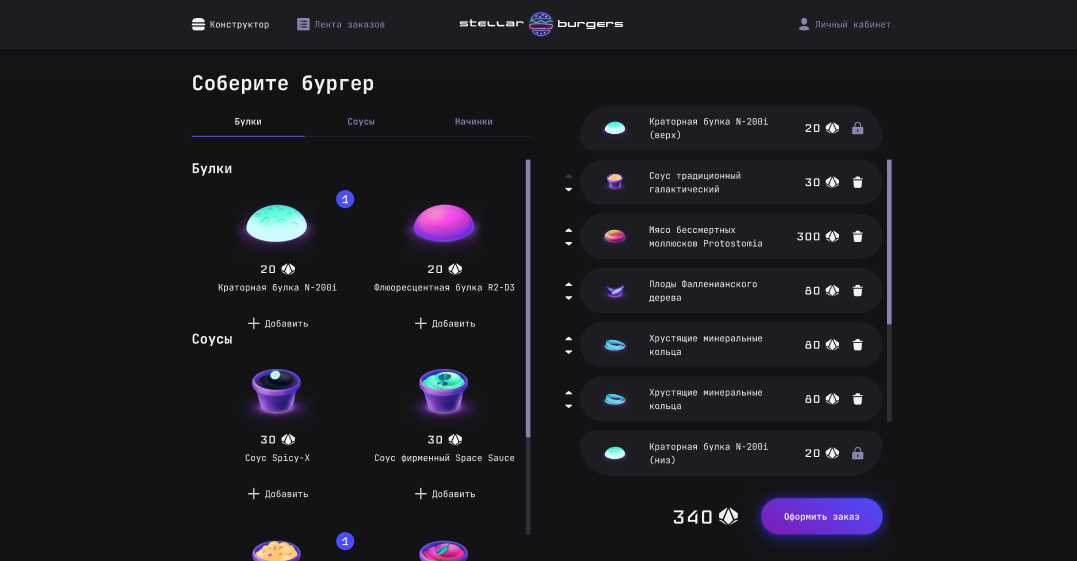 Конструктор
Лента заказов
stellar burgers
Личный кабинет
Соберите бургер
Булки
Соусы
Начинки
Булки
1
20
20
Краторная булка N-200i
Флюоресцентная булка R2-D3
Добавить
Добавить
Соусы
30
30
Соус Spicy-X
Соус фирменный Space Sauce
Добавить
Добавить
1
Краторная булка N-200i
(верх)
20
Соус традиционный
галактический
30
Мясо бессмертных
моллюсков Protostomia
300
Плоды Фалленианского
дерева
80
Хрустящие минеральные
кольца
80
Хрустящие минеральные
кольца
80
Краторная булка N-200i
(низ)
20
340
Оформить заказ